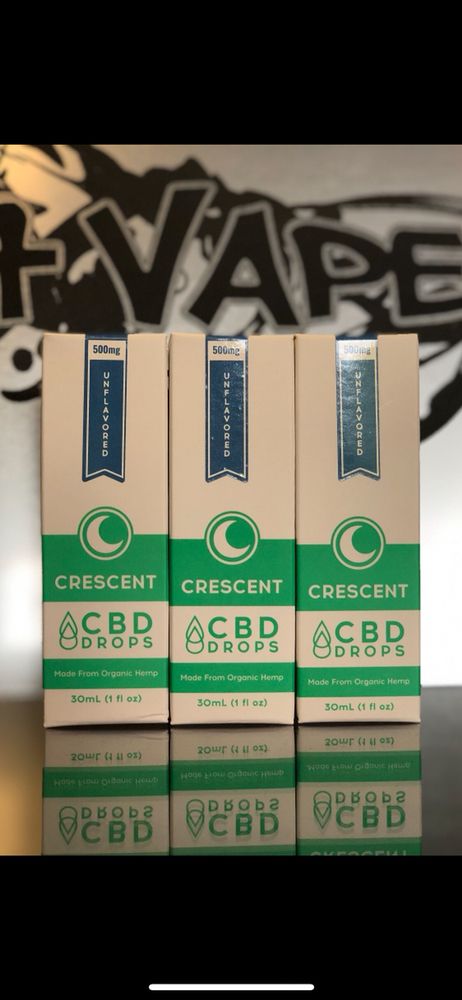 VAPE
500mg
UNFLAVORED
CRESCENT
CBD
DROPS
Made From Organic Hemp
30mL (1 fl oz)
500mg
UNFLAVORED
CRESCENT
CBD
DROPS
Made From Organic Hemp
30mL (1 fl oz)
500mg
UNFLAVORED
CRESCENT
CBD
DROPS
Made From Organic Hemp
30mL (1 fl oz)